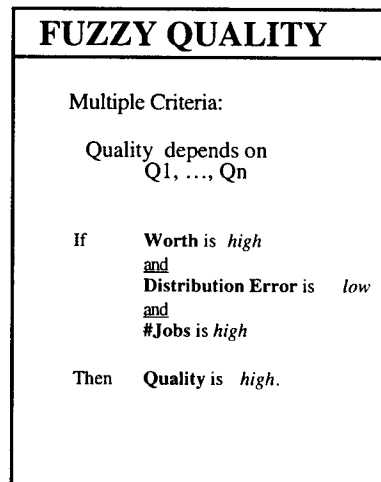 FUZZY QUALITY
Multiple Criteria:
Quality depends on
Q1, ..., Qn
If Worth is high
and
Distribution Error is low
and
#Jobs is high
Then Quality is high.